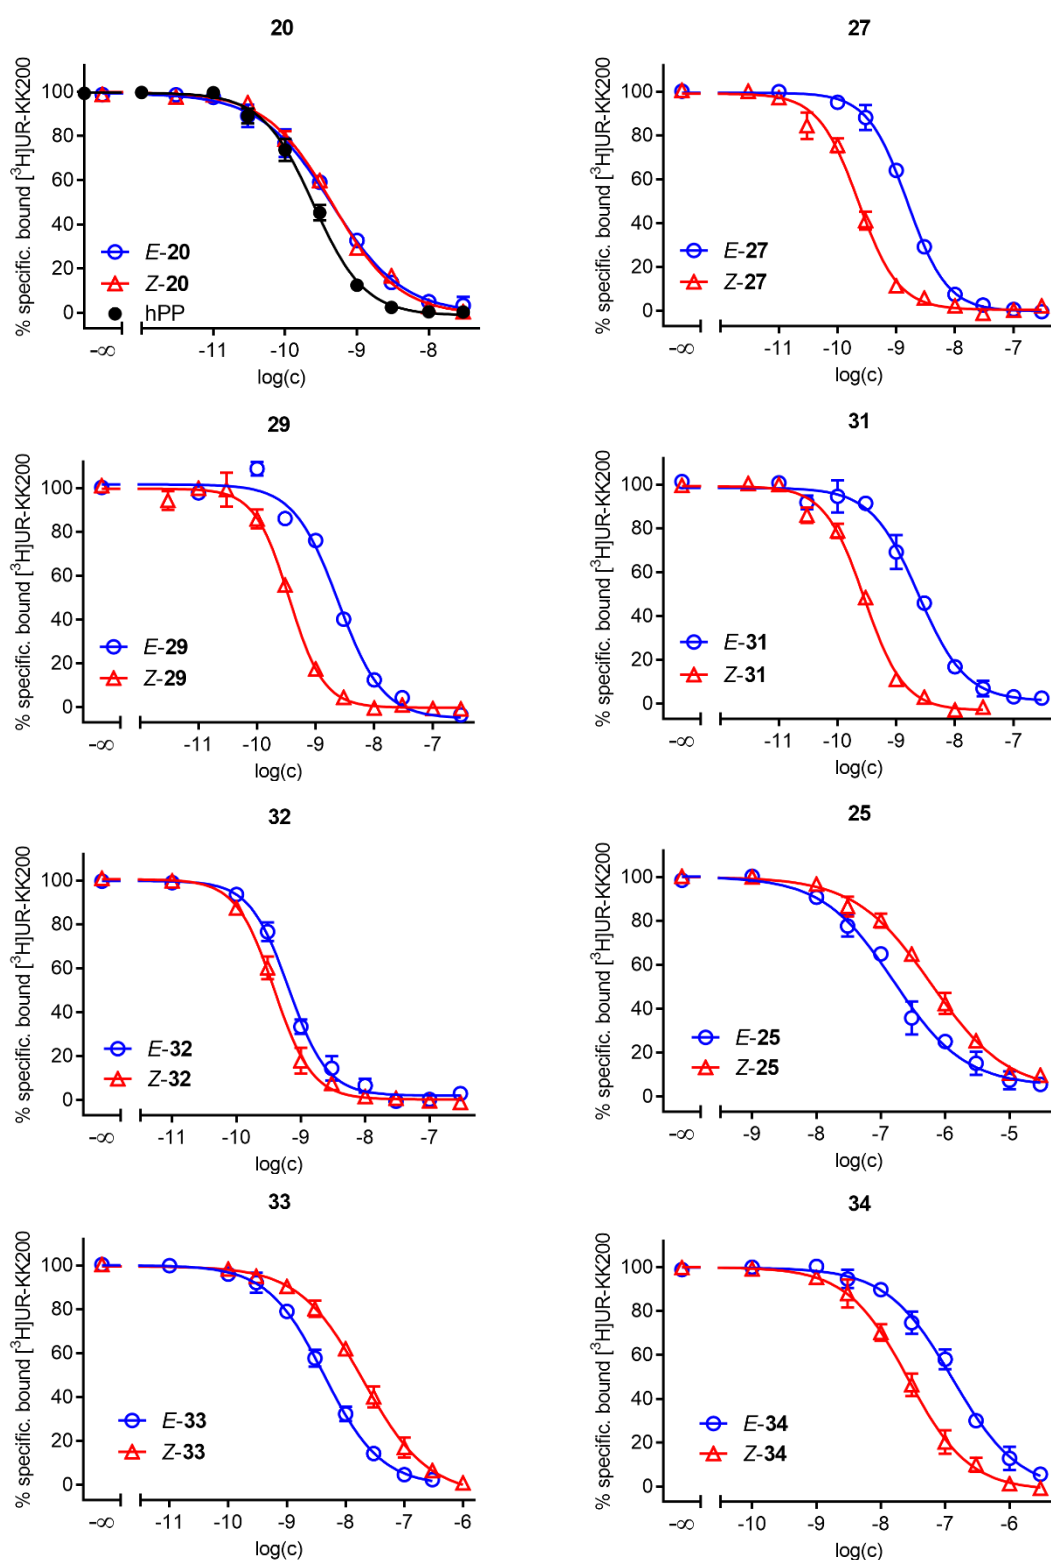 20
% specific. bound [³H]UR-KK200
100
80
60
40
20
0
E-20
Z-20
hPP
-∞ -11 -10 -9 -8
log(c)
27
% specific. bound [³H]UR-KK200
100
80
60
40
20
0
E-27
Z-27
-∞ -11 -10 -9 -8 -7
log(c)
29
% specific. bound [³H]UR-KK200
100
80
60
40
20
0
E-29
Z-29
-∞ -11 -10 -9 -8 -7
log(c)
31
% specific. bound [³H]UR-KK200
100
80
60
40
20
0
E-31
Z-31
-∞ -11 -10 -9 -8 -7
log(c)
32
% specific. bound [³H]UR-KK200
100
80
60
40
20
0
E-32
Z-32
-∞ -11 -10 -9 -8 -7
log(c)
25
% specific. bound [³H]UR-KK200
100
80
60
40
20
0
E-25
Z-25
-∞ -9 -8 -7 -6 -5
log(c)
33
% specific. bound [³H]UR-KK200
100
80
60
40
20
0
E-33
Z-33
-∞ -11 -10 -9 -8 -7 -6
log(c)
34
% specific. bound [³H]UR-KK200
100
80
60
40
20
0
E-34
Z-34
-∞ -10 -9 -8 -7 -6 -5
log(c)